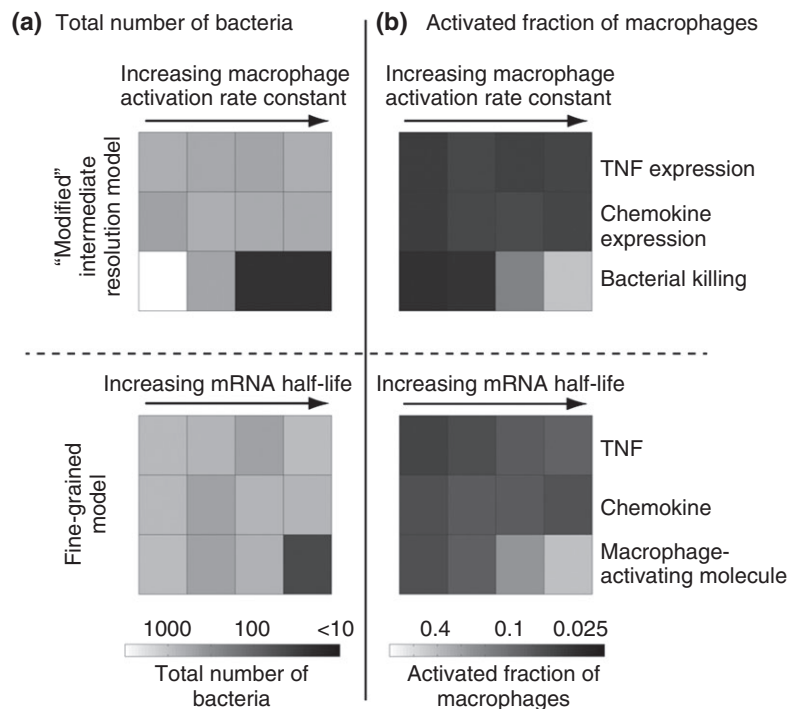 (a) Total number of bacteria
(b) Activated fraction of macrophages
Increasing macrophage
activation rate constant
Increasing macrophage
activation rate constant
“Modified”
intermediate
resolution model
TNF expression
Chemokine
expression
Bacterial killing
Increasing mRNA half-life
Increasing mRNA half-life
Fine-grained
model
TNF
Chemokine
Macrophage-
activating molecule
1000 100 <10
Total number of
bacteria
0.4 0.1 0.025
Activated fraction of
macrophages